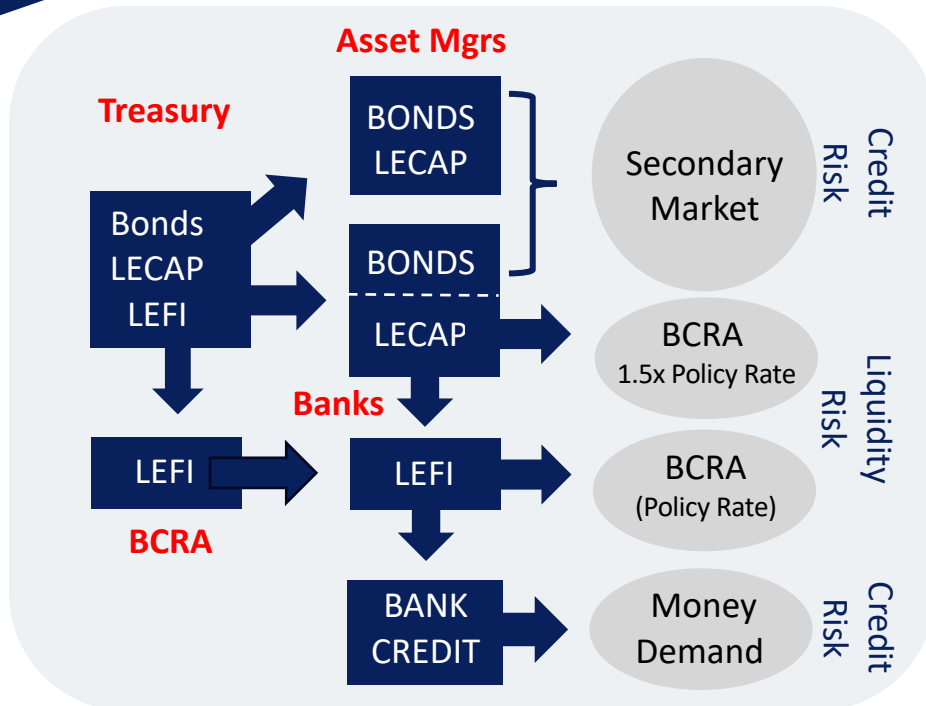 Asset Mgrs
Treasury
BONDS
LECAP
Bonds
LECAP
LEFI
BONDS
LECAP
Banks
LEFI
BCRA
LEFI
BANK
CREDIT
Secondary
Market
BCRA
1.5x Policy Rate
BCRA
(Policy Rate)
Money
Demand
Credit
Risk
Liquidity
Risk
Credit
Risk